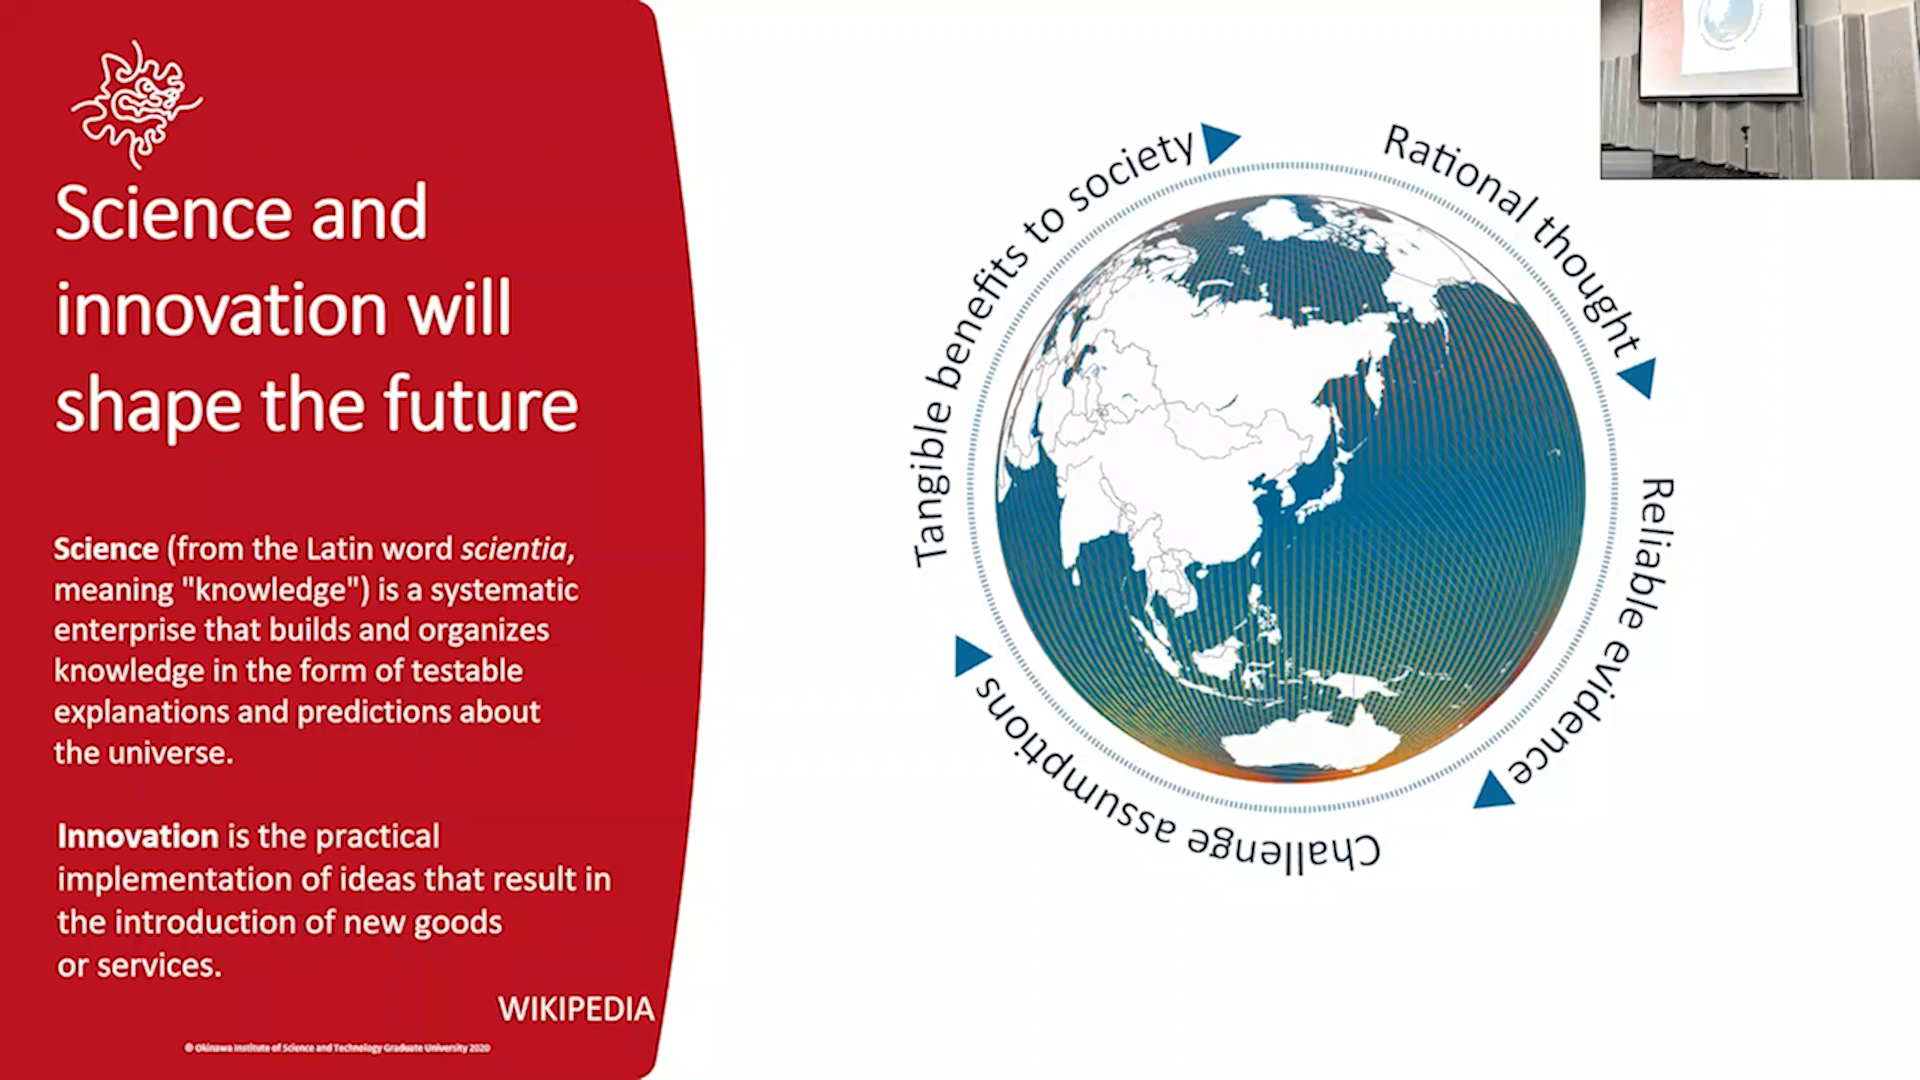 Science and
innovation will
shape the future
Science (from the Latin word scientia,
meaning "knowledge") is a systematic
enterprise that builds and organizes
knowledge in the form of testable
explanations and predictions about
the universe.
Innovation is the practical
implementation of ideas that result in
the introduction of new goods
or services.
WIKIPEDIA
© Okinawa Institute of Science and Technology Graduate University 2020
Rational thought
Reliable evidence
Challenge assumptions
Tangible benefits to society